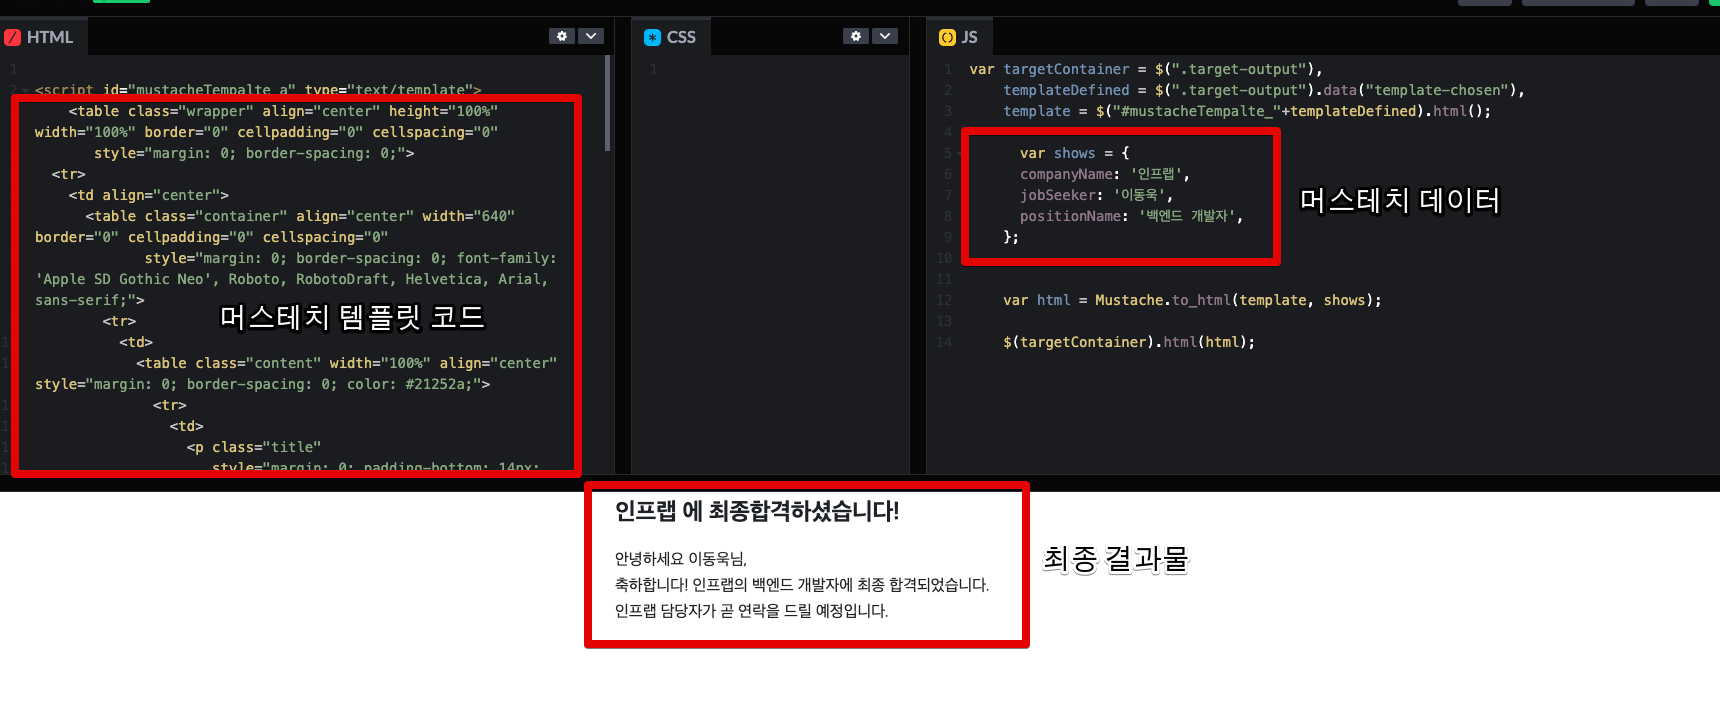 HTML
1
2 <script id="mustacheTempalte_a" type="text/template">
<table class="wrapper" align="center" height="100%"
width="100%" border="0" cellpadding="0" cellspacing="0"
style="margin: 0; border-spacing: 0;">
<tr>
<td align="center">
<table class="container" align="center" width="640"
border="0" cellpadding="0" cellspacing="0"
style="margin: 0; border-spacing: 0; font-family:
'Apple SD Gothic Neo', Roboto, RobotoDraft, Helvetica, Arial,
sans-serif;">
<tr>
<td>
<table class="content" width="100%" align="center"
style="margin: 0; border-spacing: 0; color: #21252a;">
<tr>
<td>
<p class="title"
style="margin: 0; padding-bottom: 14px;
머스테치 템플릿 코드
CSS
1
JS
1 var targetContainer = $(".target-output"),
2 templateDefined = $(".target-output").data("template-chosen"),
3 template = $("#mustacheTempalte_"+templateDefined).html();
4
5 var shows = {
6 companyName: '인프랩',
7 jobSeeker: '이동욱',
8 positionName: '백엔드 개발자',
9 };
10
11
12 var html = Mustache.to_html(template, shows);
13
14 $(targetContainer).html(html);
머스테치 데이터
인프랩 에 최종합격하셨습니다!
안녕하세요 이동욱님,
축하합니다! 인프랩의 백엔드 개발자에 최종 합격되었습니다.
인프랩 담당자가 곧 연락을 드릴 예정입니다.
최종 결과물